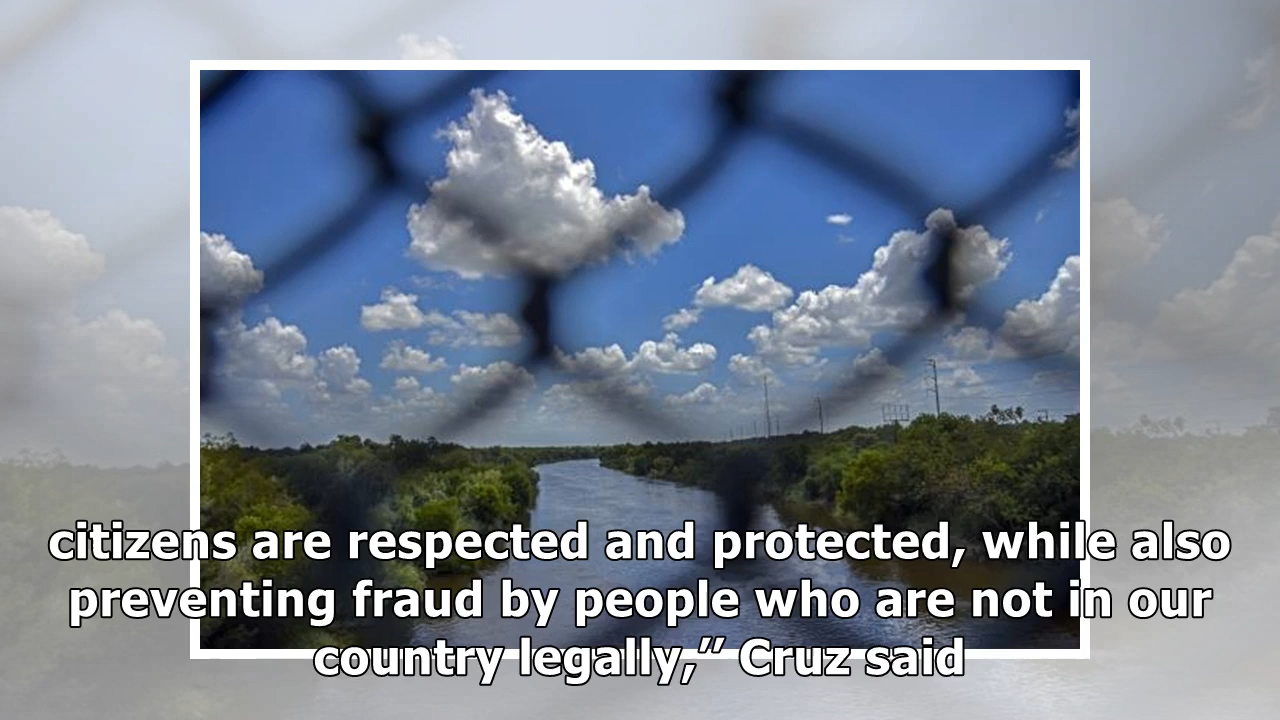 citizens are respected and protected, while also
preventing fraud by people who are not in our
country legally,” Cruz said